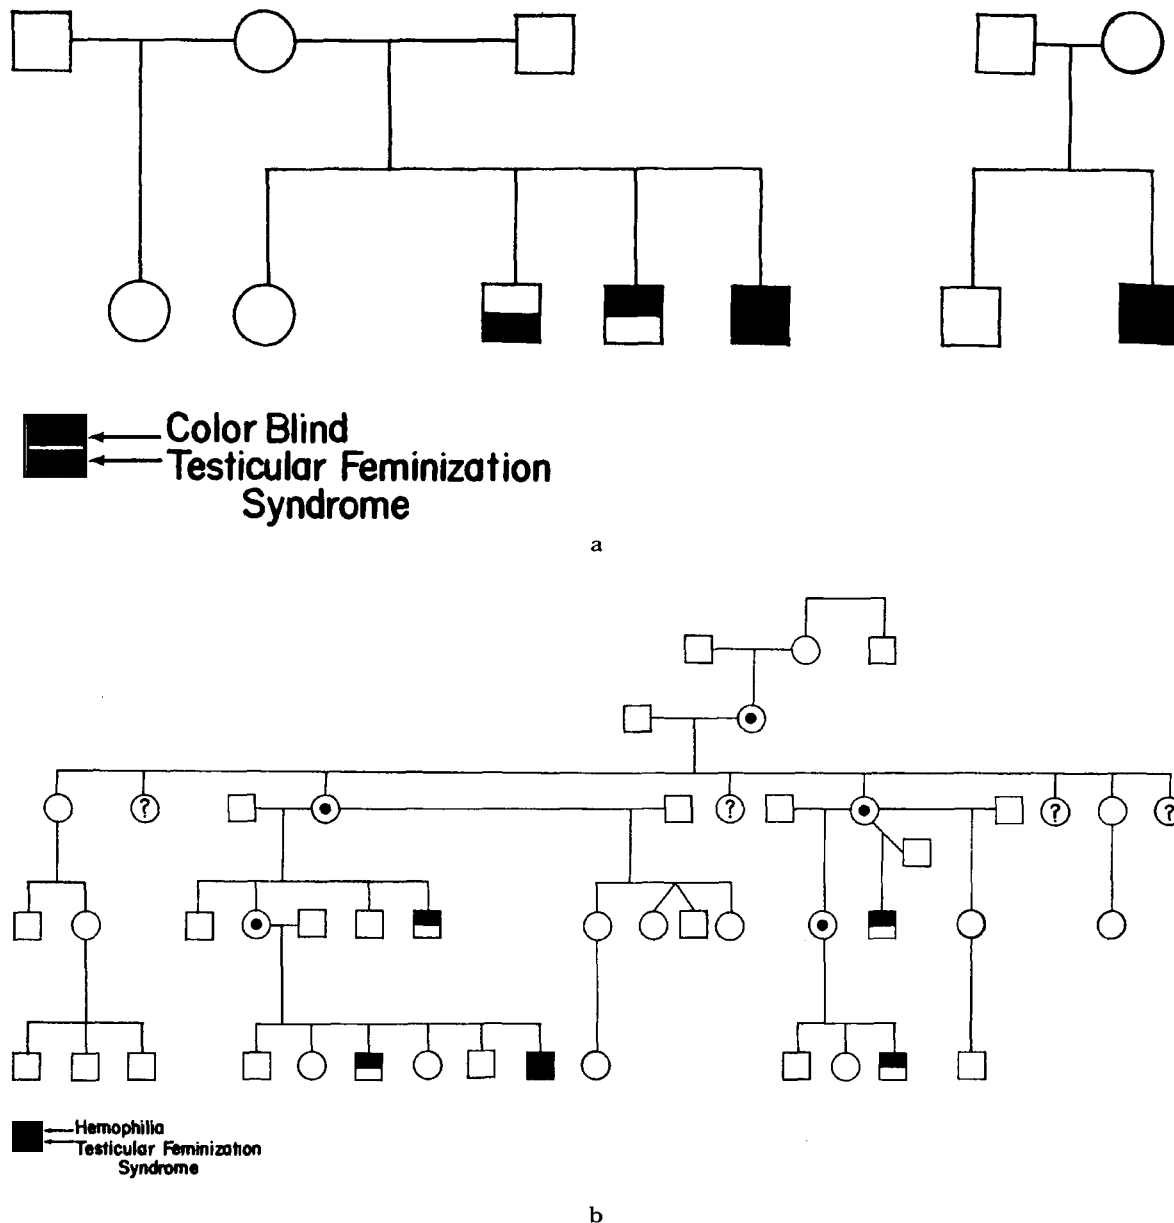 Color Blind
Testicular Feminization
Syndrome
a
? ? ? ?
Hemophilia
Testicular Feminization
Syndrome
b